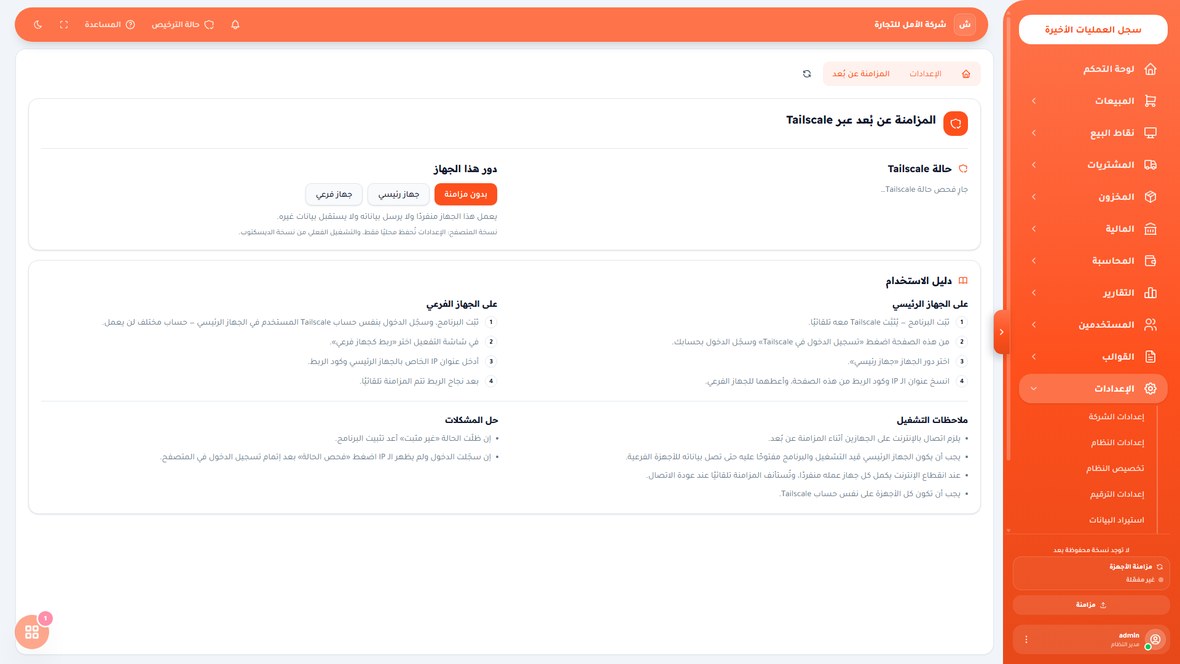 سجل العمليات الأخيرة
لوحة التحكم
المبيعات
نقاط البيع
المشتريات
المخزون
المالية
المحاسبة
التقارير
المستخدمين
القوالب
الإعدادات
إعدادات الشركة
إعدادات النظام
تخصيص النظام
إعدادات الترقيم
استيراد البيانات
لا توجد نسخة محفوظة بعد
مزامنة الأجهزة
غير مفعّلة
مزامنة
admin
مدير النظام
ش
شركة الأمل للتجارة
حالة الترخيص
المساعدة
الإعدادات
المزامنة عن بُعد
المزامنة عن بُعد عبر Tailscale
حالة Tailscale
جارٍ فحص حالة Tailscale...
دور هذا الجهاز
بدون مزامنة
جهاز رئيسي
جهاز فرعي
يعمل هذا الجهاز منفردًا ولا يرسل بياناته ولا يستقبل بيانات غيره.
نسخة المتصفح: الإعدادات تُحفظ محليًا فقط، والتشغيل الفعلي من نسخة الديسكتوب.
دليل الاستخدام
على الجهاز الرئيسي
1 ثبّت البرنامج — يُثبَّت Tailscale معه تلقائيًا.
2 من هذه الصفحة اضغط «تسجيل الدخول في Tailscale» وسجّل الدخول بحسابك.
3 اختر دور الجهاز «جهاز رئيسي».
4 انسخ عنوان الـ IP وكود الربط من هذه الصفحة، وأعطهما للجهاز الفرعي.
على الجهاز الفرعي
1 ثبّت البرنامج، وسجّل الدخول بنفس حساب Tailscale المستخدم في الجهاز الرئيسي — حساب مختلف لن يعمل.
2 في شاشة التفعيل اختر «ربط كجهاز فرعي».
3 أدخل عنوان IP الخاص بالجهاز الرئيسي وكود الربط.
4 بعد نجاح الربط تتم المزامنة تلقائيًا.
ملاحظات التشغيل
• يلزم اتصال بالإنترنت على الجهازين أثناء المزامنة عن بُعد.
• يجب أن يكون الجهاز الرئيسي قيد التشغيل والبرنامج مفتوحًا عليه حتى تصل بياناته للأجهزة الفرعية.
• عند انقطاع الإنترنت يكمل كل جهاز عمله منفردًا، وتُستأنف المزامنة تلقائيًا عند عودة الاتصال.
• يجب أن تكون كل الأجهزة على نفس حساب Tailscale.
حل المشكلات
• إن ظلّت الحالة «غير مثبت» أعد تثبيت البرنامج.
• إن سجّلت الدخول ولم يظهر الـ IP اضغط «فحص الحالة» بعد إتمام تسجيل الدخول في المتصفح.
1